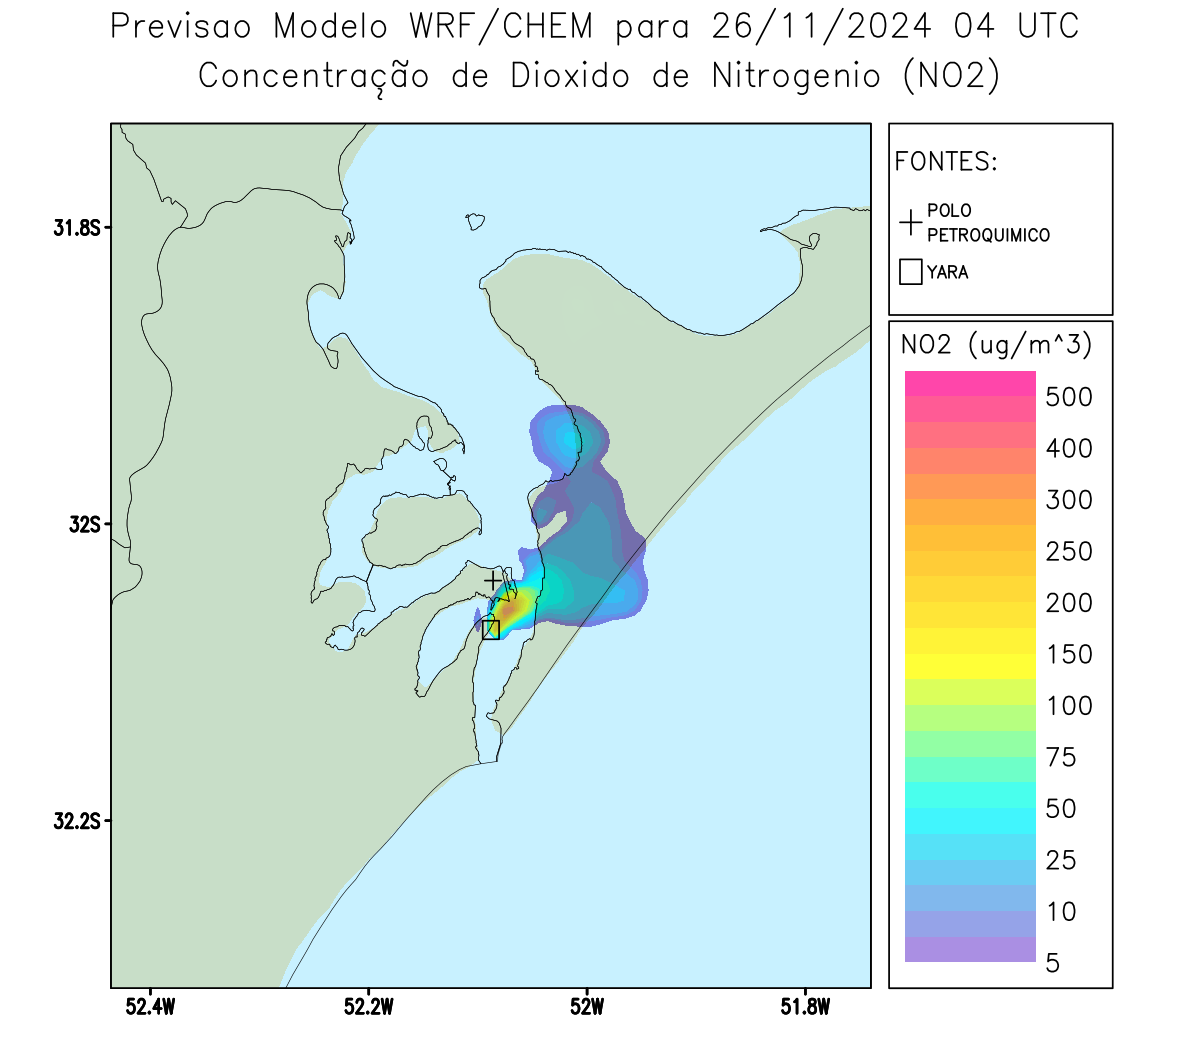 Previsao Modelo WRF/CHEM para 26/11/2024 04 UTC
Concentração de Dioxido de Nitrogenio (NO2)
FONTES:
POLO
PETROQUIMICO
YARA
NO2 (ug/m^3)
500
400
300
250
200
150
100
75
50
25
10
5
31.8S
32S
32.2S
52.4W
52.2W
52W
51.8W